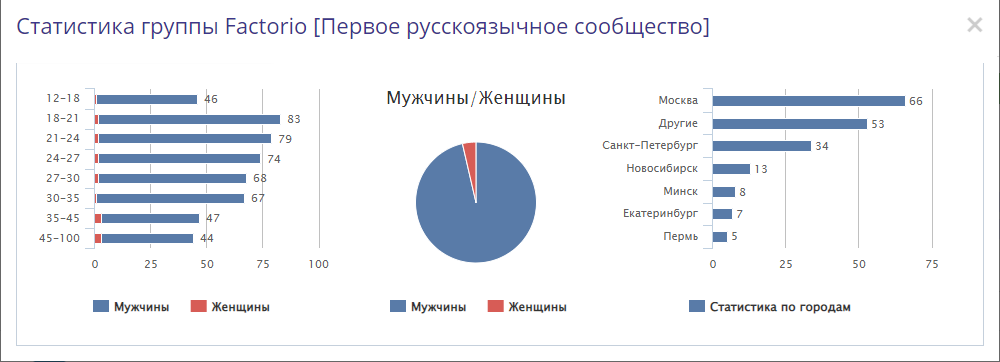 Статистика группы Factorio [Первое русскоязычное сообщество]
12-18 46
18-21 83
21-24 79
24-27 74
27-30 68
30-35 67
35-45 47
45-100 44
0 25 50 75 100
Мужчины Женщины
Мужчины/Женщины
Мужчины Женщины
Москва 66
Другие 53
Санкт-Петербург 34
Новосибирск 13
Минск 8
Екатеринбург 7
Пермь 5
0 25 50 75
Статистика по городам